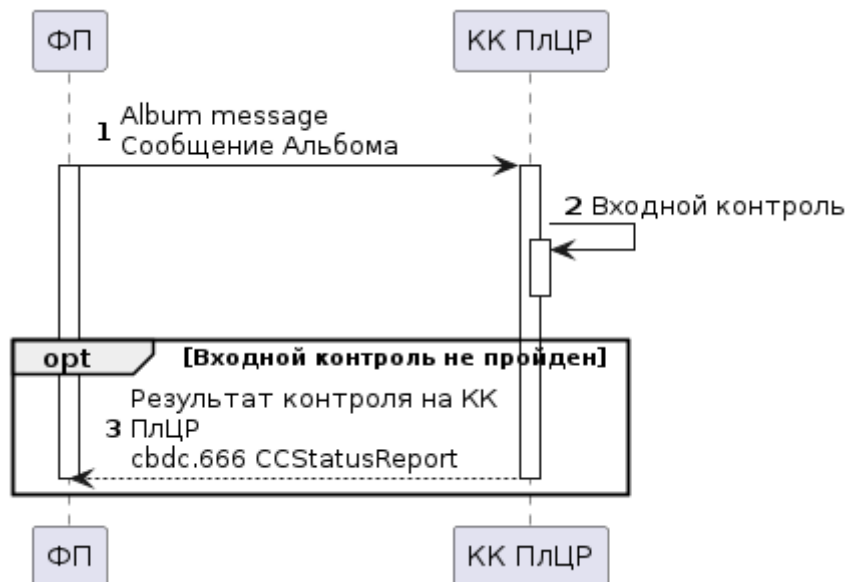 ФП
КК ПлЦР
1
Album message
Сообщение Альбома
2 Входной контроль
opt
[Входной контроль не пройден]
Результат контроля на КК
3 ПлЦР
cbdc.666 CCStatusReport
ФП
КК ПлЦР